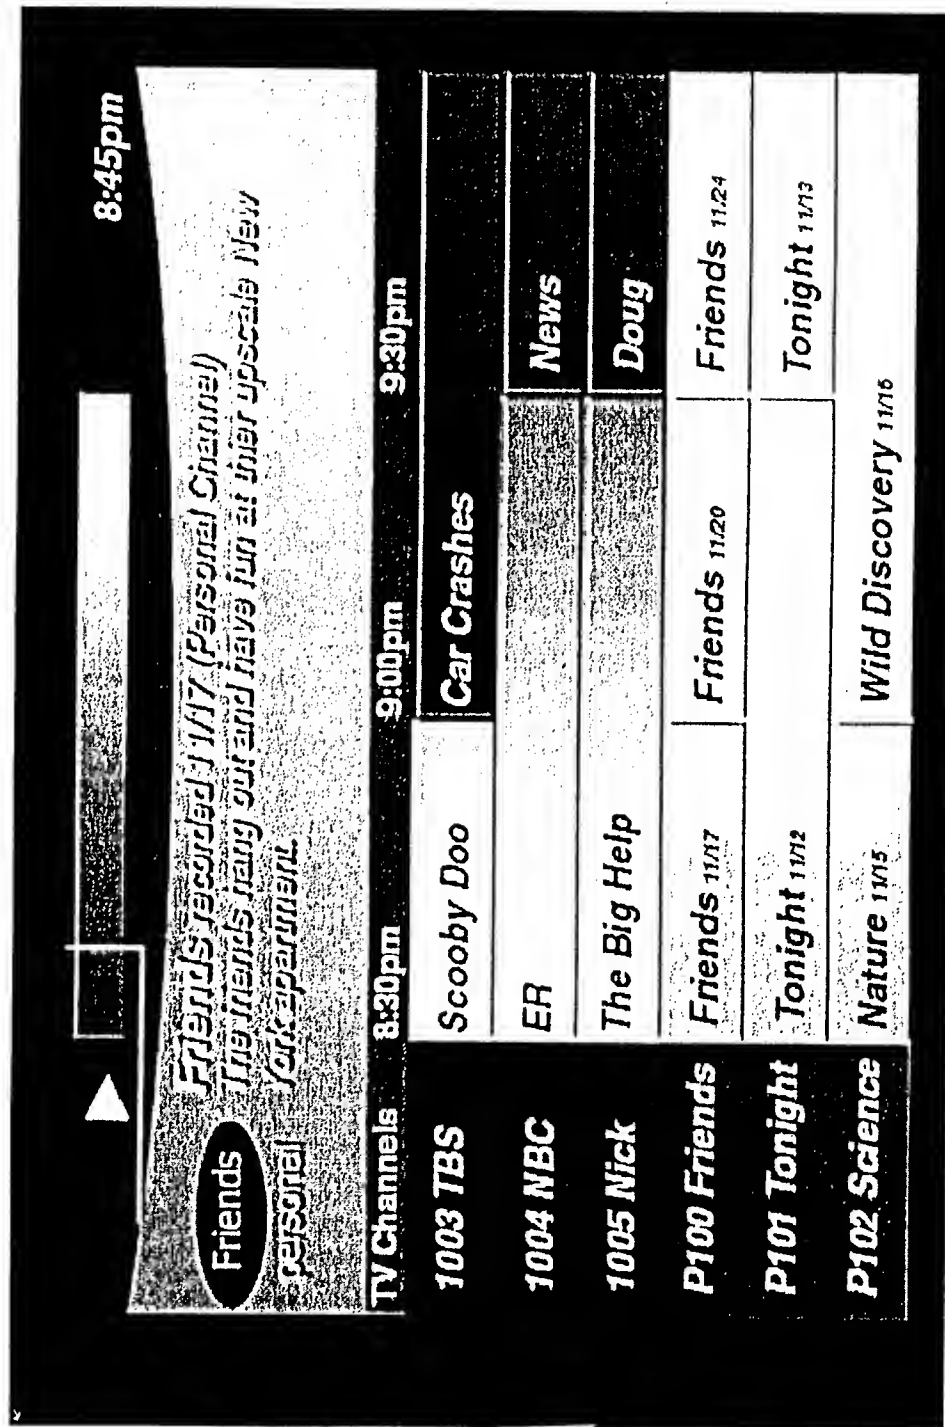 8:45pm
Friends recorded 11/17 (Personal Channel)
The friends hang out and have fun at thier upscale New
York apartment.
Friends
personal
TV Channels 8:30pm 9:00pm 9:30pm
1003 TBS Scooby Doo Car Crashes
1004 NBC ER News
1005 Nick The Big Help Doug
P100 Friends Friends 11/17 Friends 11/20 Friends 11/24
P101 Tonight Tonight 11/12 Tonight 11/13
P102 Science Nature 11/15 Wild Discovery 11/16